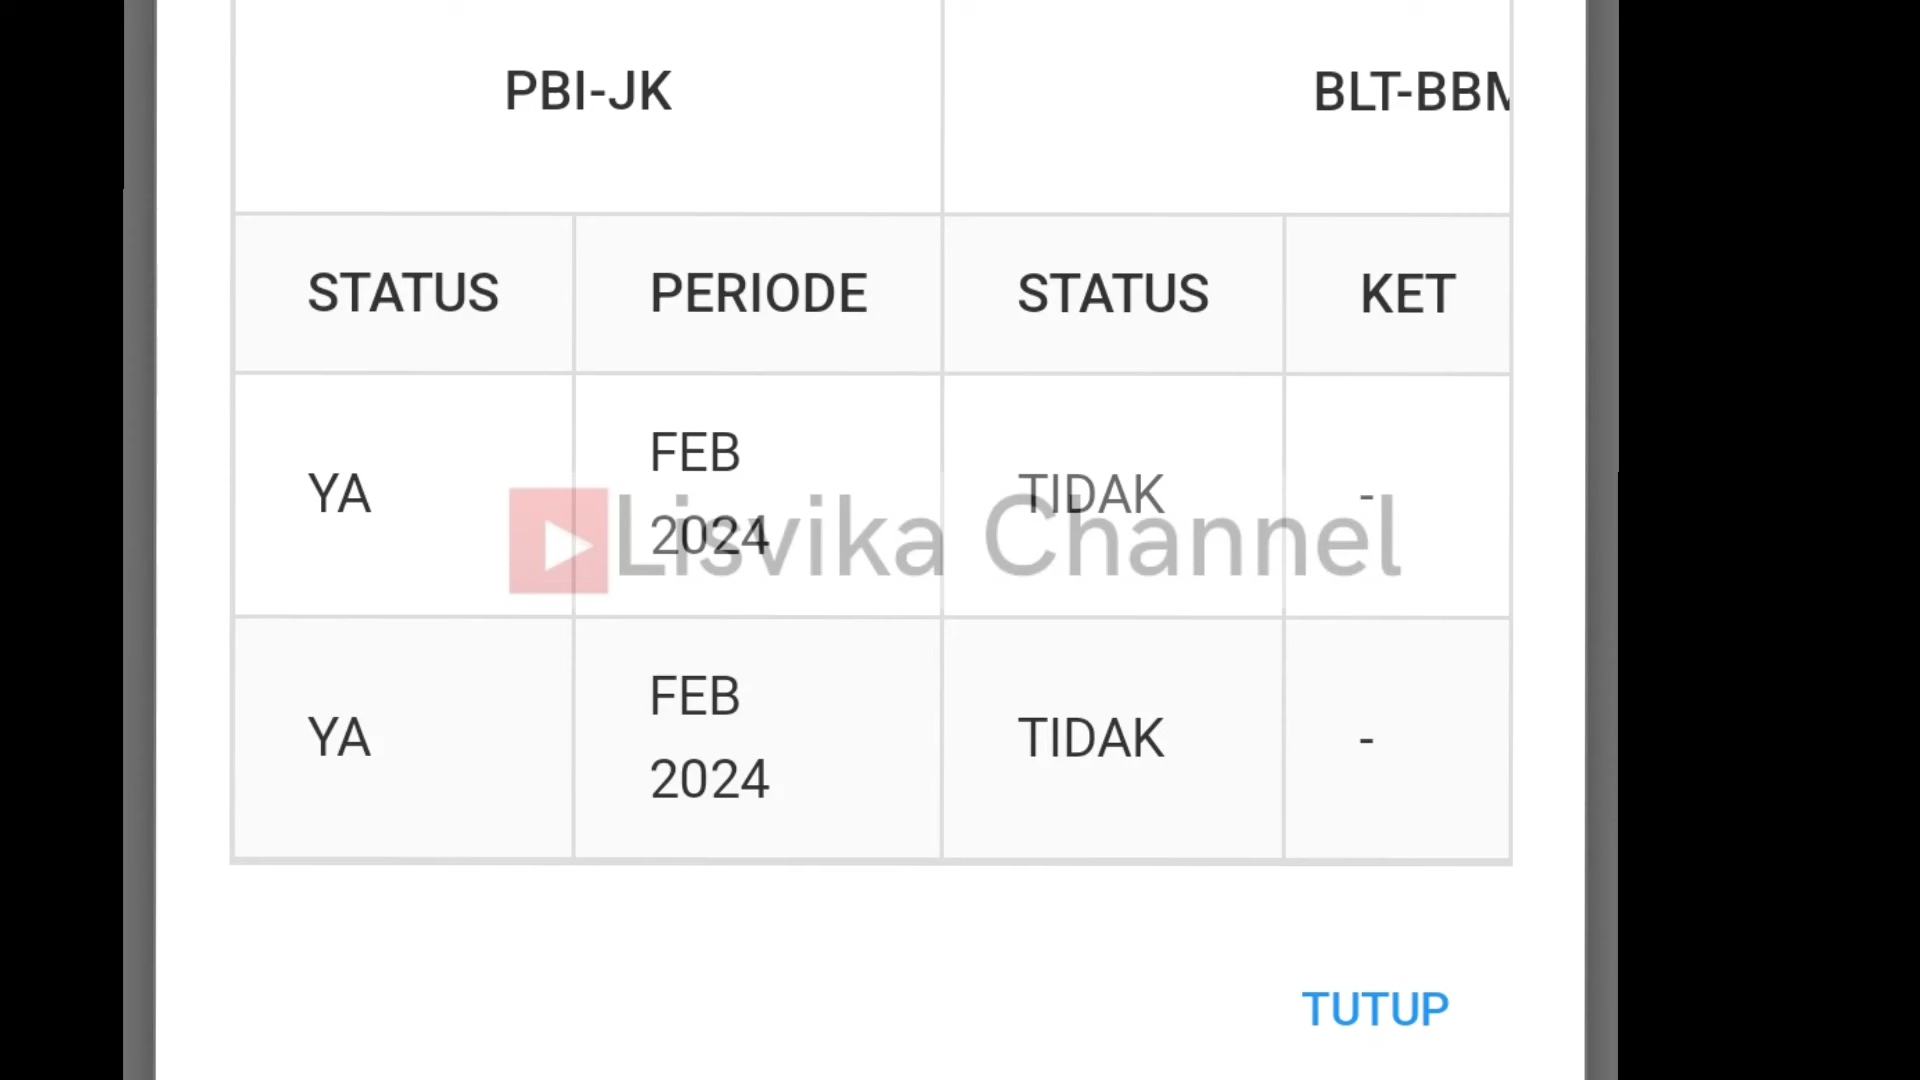 PBI-JK BLT-BBM
STATUS PERIODE STATUS KET
YA FEB 2024 TIDAK -
Lisvika Channel
YA FEB 2024 TIDAK -
TUTUP